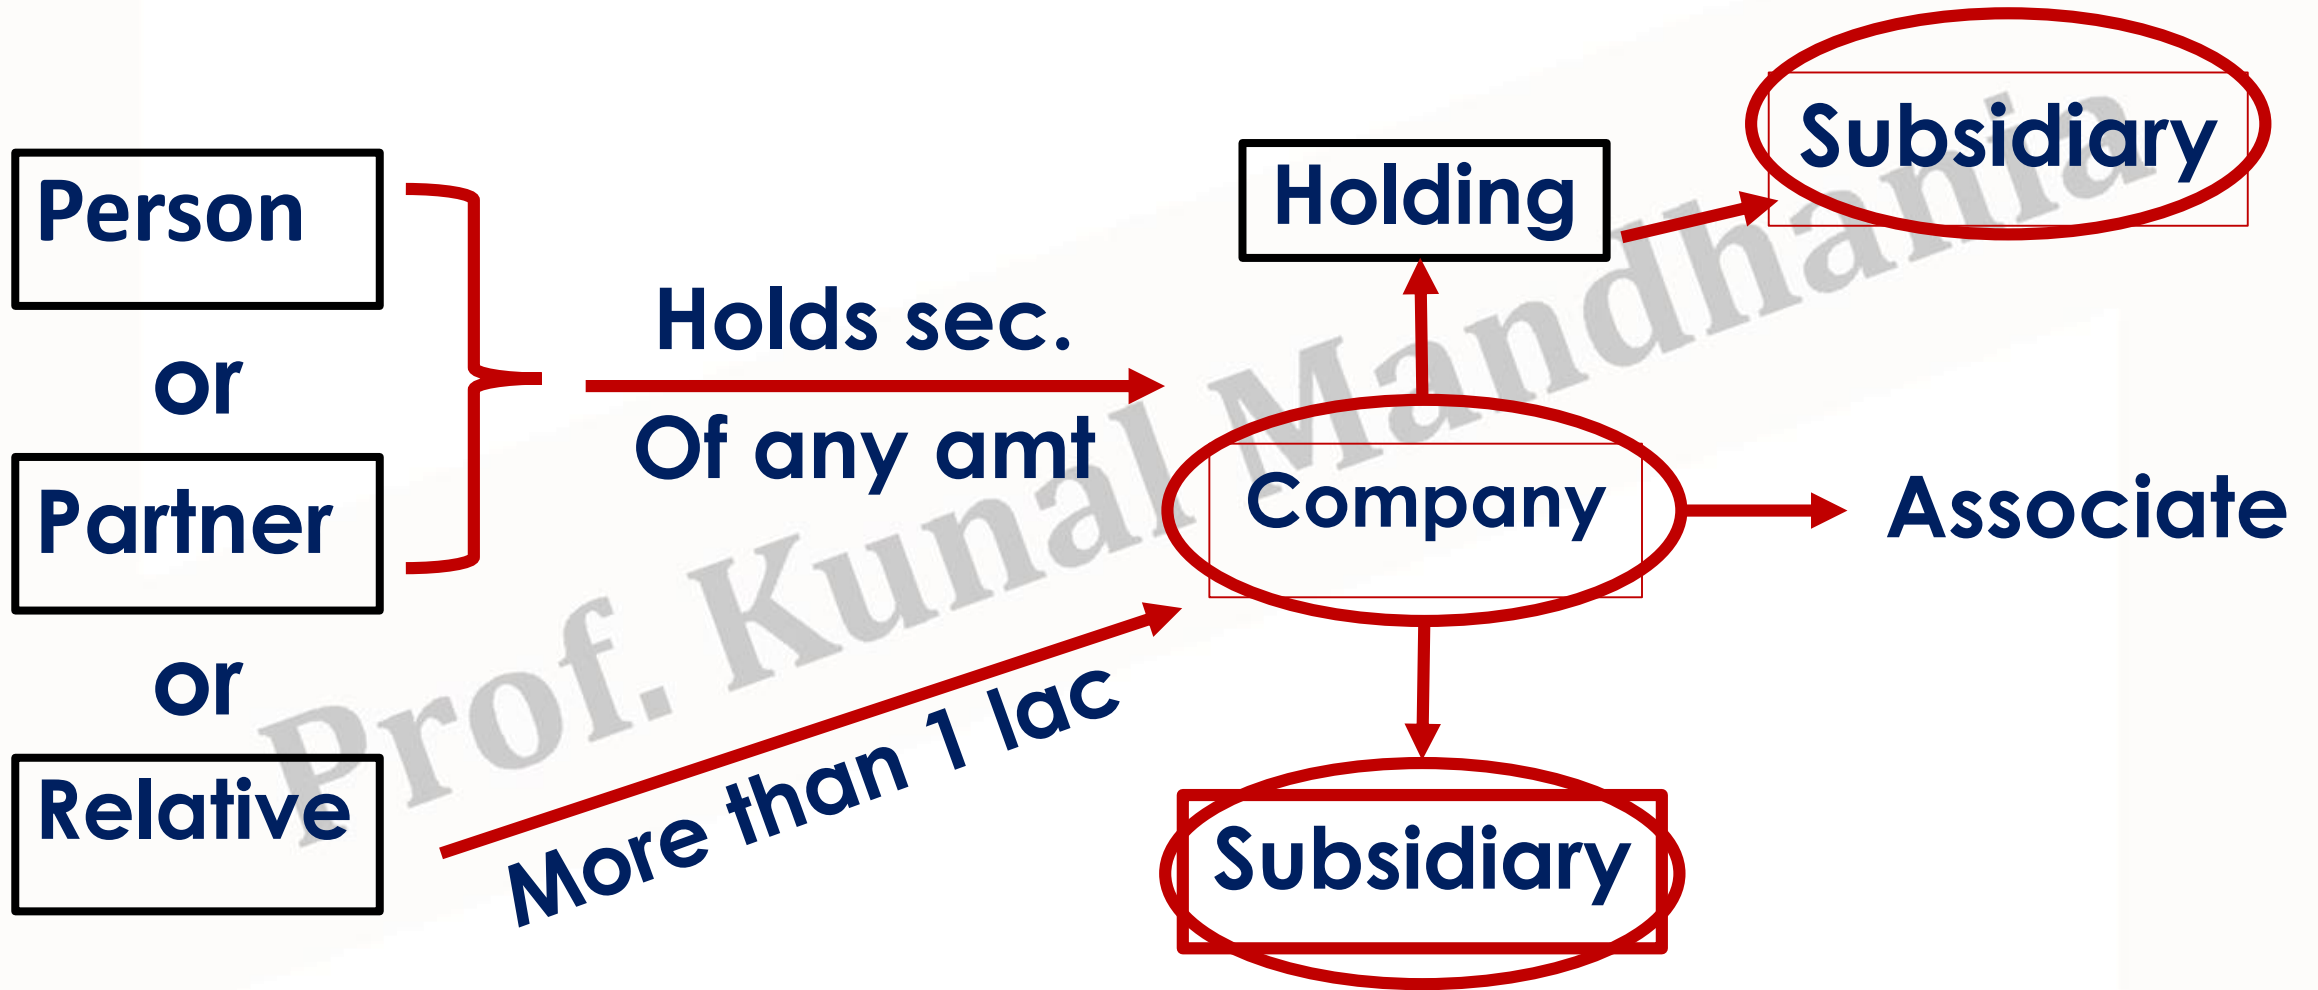 Person
or
Partner
or
Relative
Holds sec.
Of any amt
More than 1 lac
Holding
Subsidiary
Company
Associate
Subsidiary
Prof. Kunal Mandhania